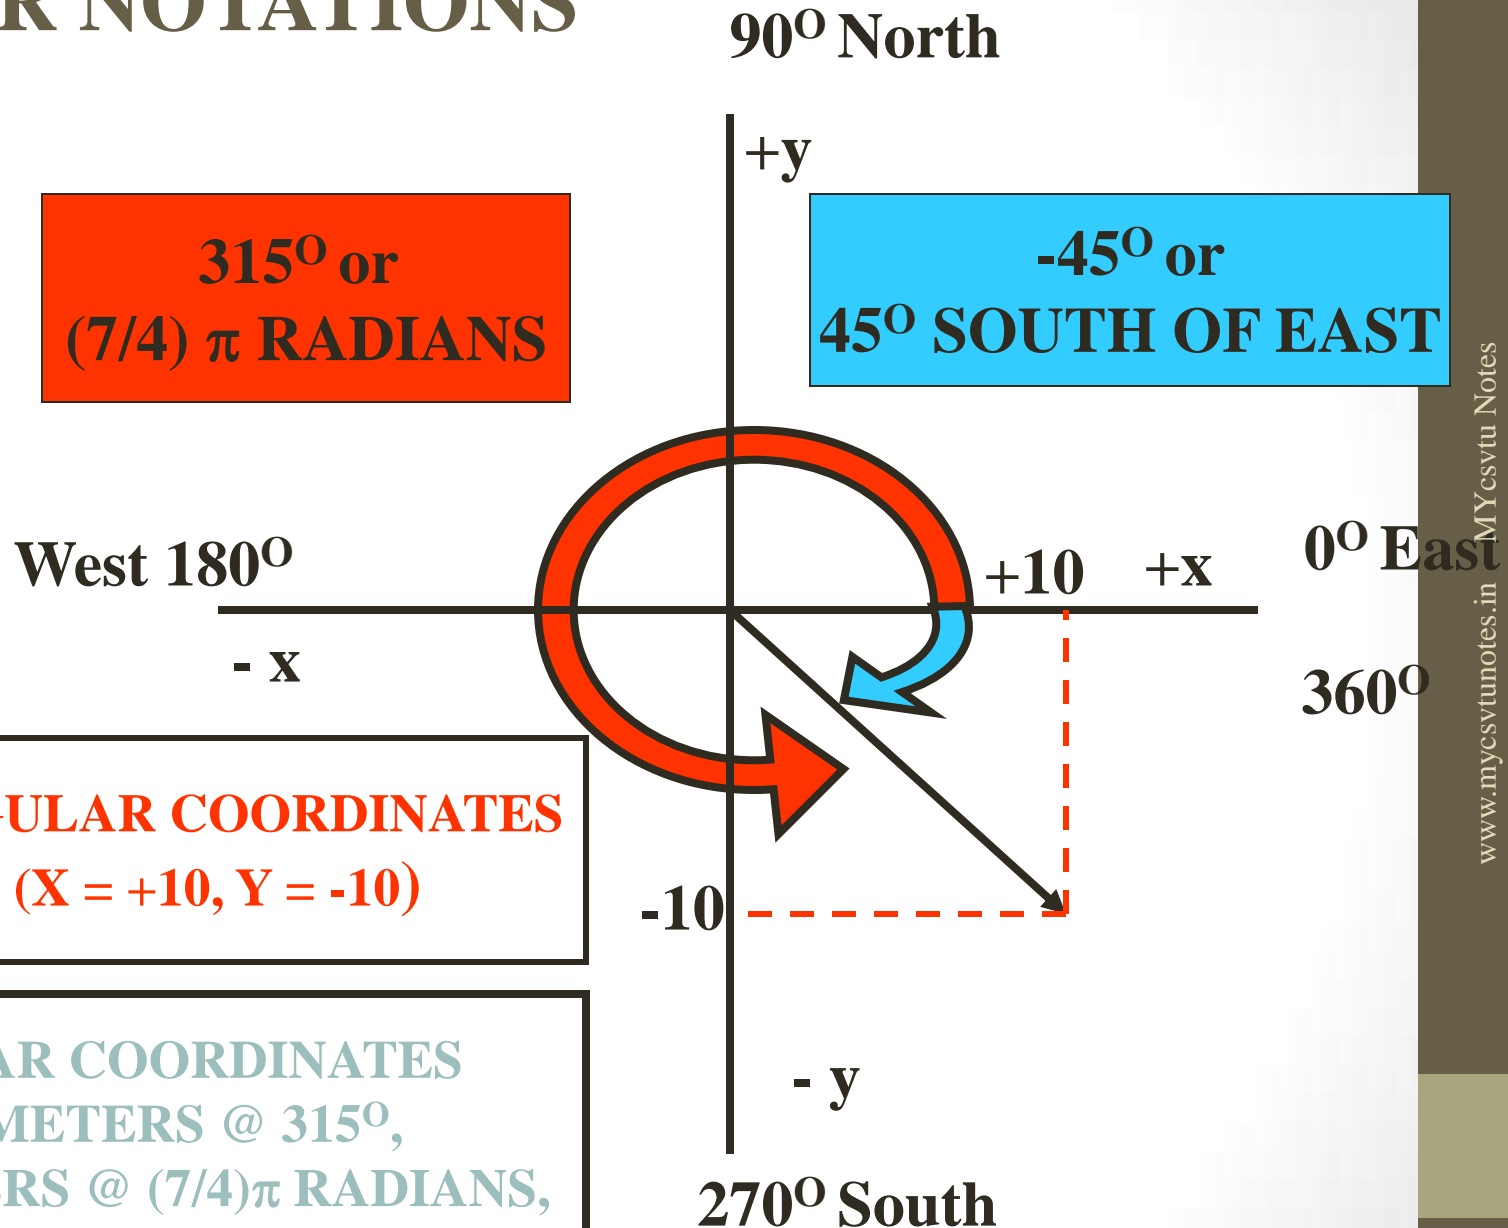 R NOTATIONS
90ᴼ North
+y
315ᴼ or
(7/4) π RADIANS
-45ᴼ or
45ᴼ SOUTH OF EAST
West 180ᴼ
+10
+x
0ᴼ East
- x
360ᴼ
GULAR COORDINATES
(X = +10, Y = -10)
-10
AR COORDINATES
METERS @ 315ᴼ,
ERS @ (7/4)π RADIANS,
- y
270ᴼ South
www.mycsvtunotes.in MYcsvtu Notes